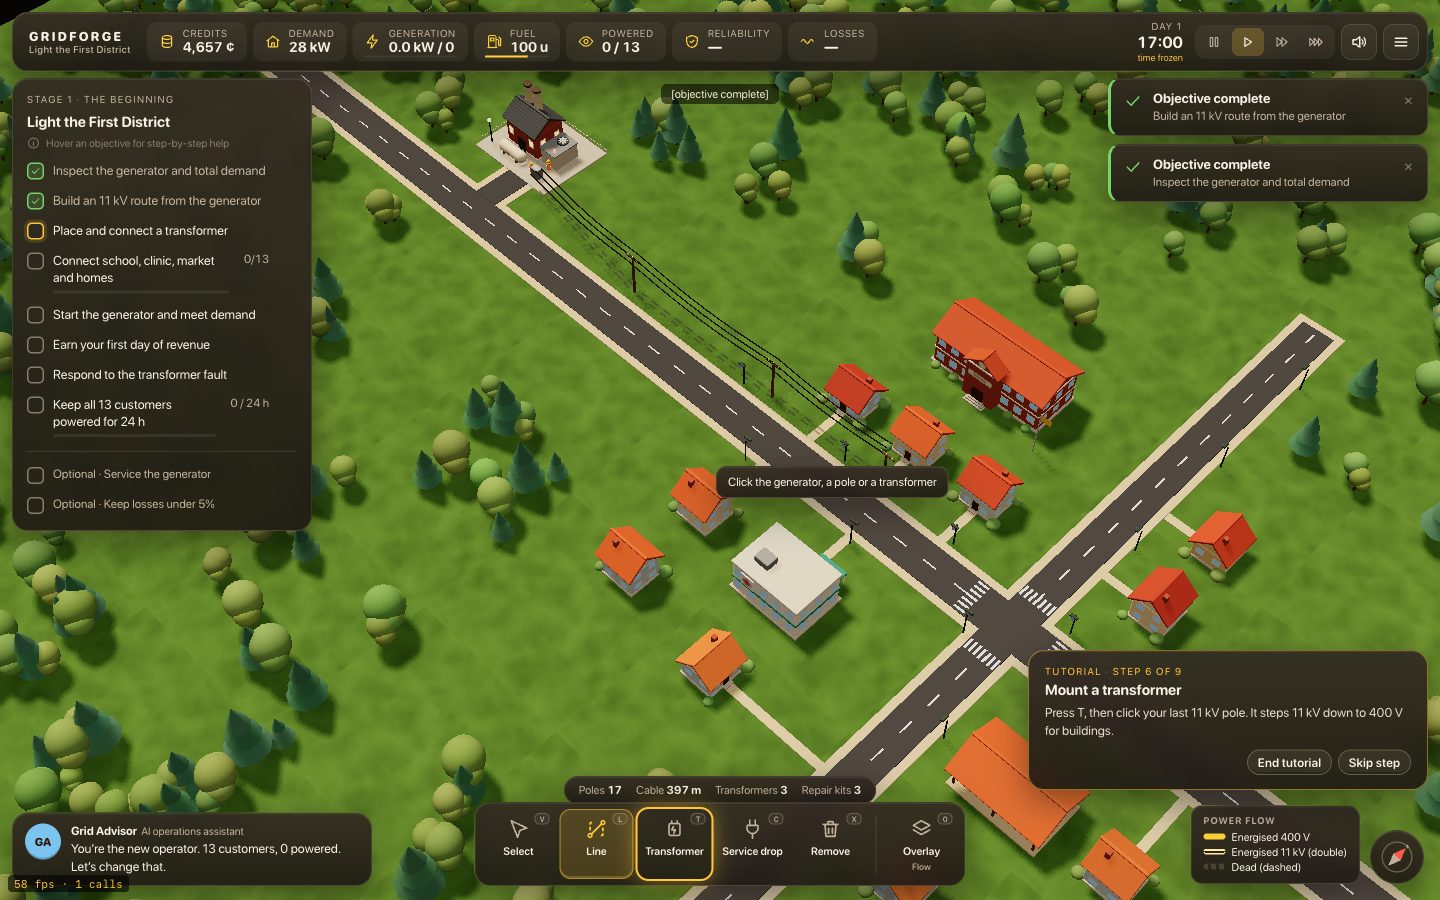 GRIDFORGE
Light the First District
CREDITS
4,657 ¢
DEMAND
28 kW
GENERATION
0.0 kW / 0
FUEL
100 u
POWERED
0 / 13
RELIABILITY
—
LOSSES
—
DAY 1
17:00
time frozen
STAGE 1 · THE BEGINNING
Light the First District
Hover an objective for step-by-step help
Inspect the generator and total demand
Build an 11 kV route from the generator
Place and connect a transformer
Connect school, clinic, market
and homes
0/13
Start the generator and meet demand
Earn your first day of revenue
Respond to the transformer fault
Keep all 13 customers
powered for 24 h
0 / 24 h
Optional · Service the generator
Optional · Keep losses under 5%
[objective complete]
Objective complete
Build an 11 kV route from the generator
Objective complete
Inspect the generator and total demand
Click the generator, a pole or a transformer
TUTORIAL · STEP 6 OF 9
Mount a transformer
Press T, then click your last 11 kV pole. It steps 11 kV down to 400 V
for buildings.
End tutorial
Skip step
Poles 17 Cable 397 m Transformers 3 Repair kits 3
V
Select
L
Line
T
Transformer
C
Service drop
X
Remove
O
Overlay
Flow
GA
Grid Advisor AI operations assistant
You're the new operator. 13 customers, 0 powered.
Let's change that.
58 fps · 1 calls
POWER FLOW
Energised 400 V
Energised 11 kV (double)
Dead (dashed)